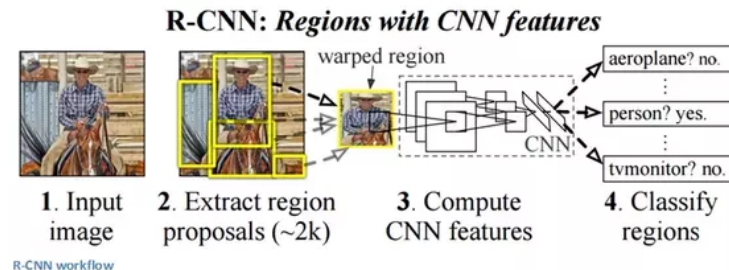 R-CNN: Regions with CNN features
warped region
aeroplane? no.
person? yes.
tvmonitor? no.
CNN
1. Input
image
2. Extract region
proposals (~2k)
3. Compute
CNN features
4. Classify
regions
R-CNN workflow